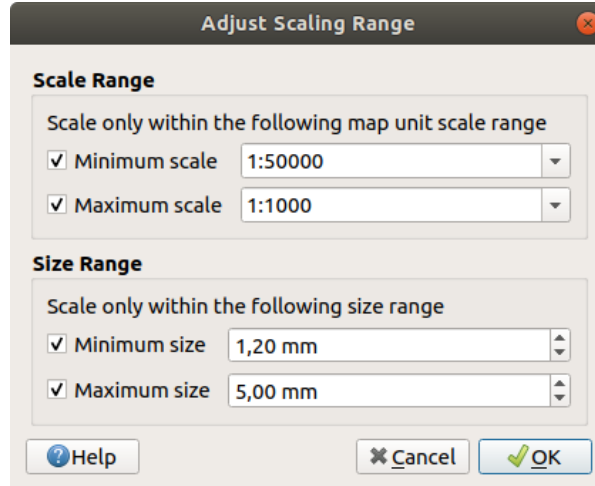 Adjust Scaling Range
Scale Range
Scale only within the following map unit scale range
Minimum scale 1:50000
Maximum scale 1:1000
Size Range
Scale only within the following size range
Minimum size 1,20 mm
Maximum size 5,00 mm
Help Cancel OK